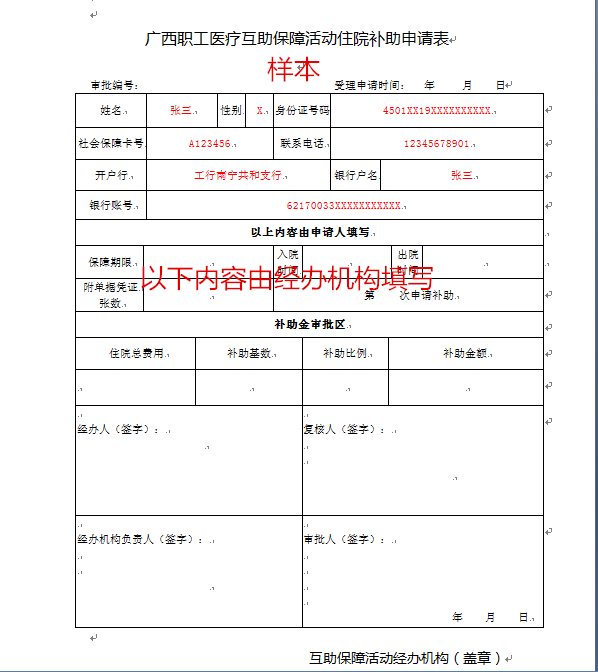 广西职工医疗互助保障活动住院补助申请表
样本
审批编号： 受理申请时间： 年 月 日
姓名 张三 性别 X 身份证号码 4501XX19XXXXXXXXXX
社会保障卡号 A123456 联系电话 12345678901
开户行 工行南宁共和支行 银行户名 张三
银行账号 62170033XXXXXXXXXXX
以上内容由申请人填写
保障期限 入院时间 出院时间
以下内容由经办机构填写
附单据凭证张数 第 次申请补助
补助金审批区
住院总费用 补助基数 补助比例 补助金额
经办人（签字）： 复核人（签字）：
经办机构负责人（签字）： 审批人（签字）：
年 月 日
互助保障活动经办机构（盖章）